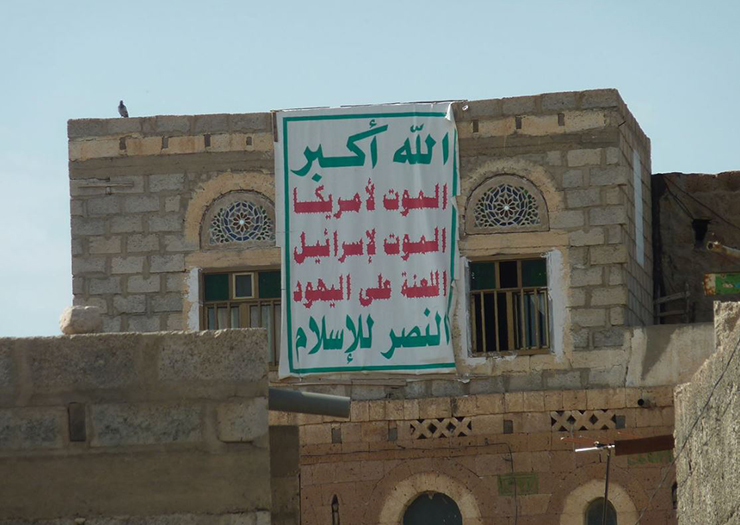 الله أكبر
الموت لأمريكا
الموت لإسرائيل
اللعنة على اليهود
النصر للإسلام